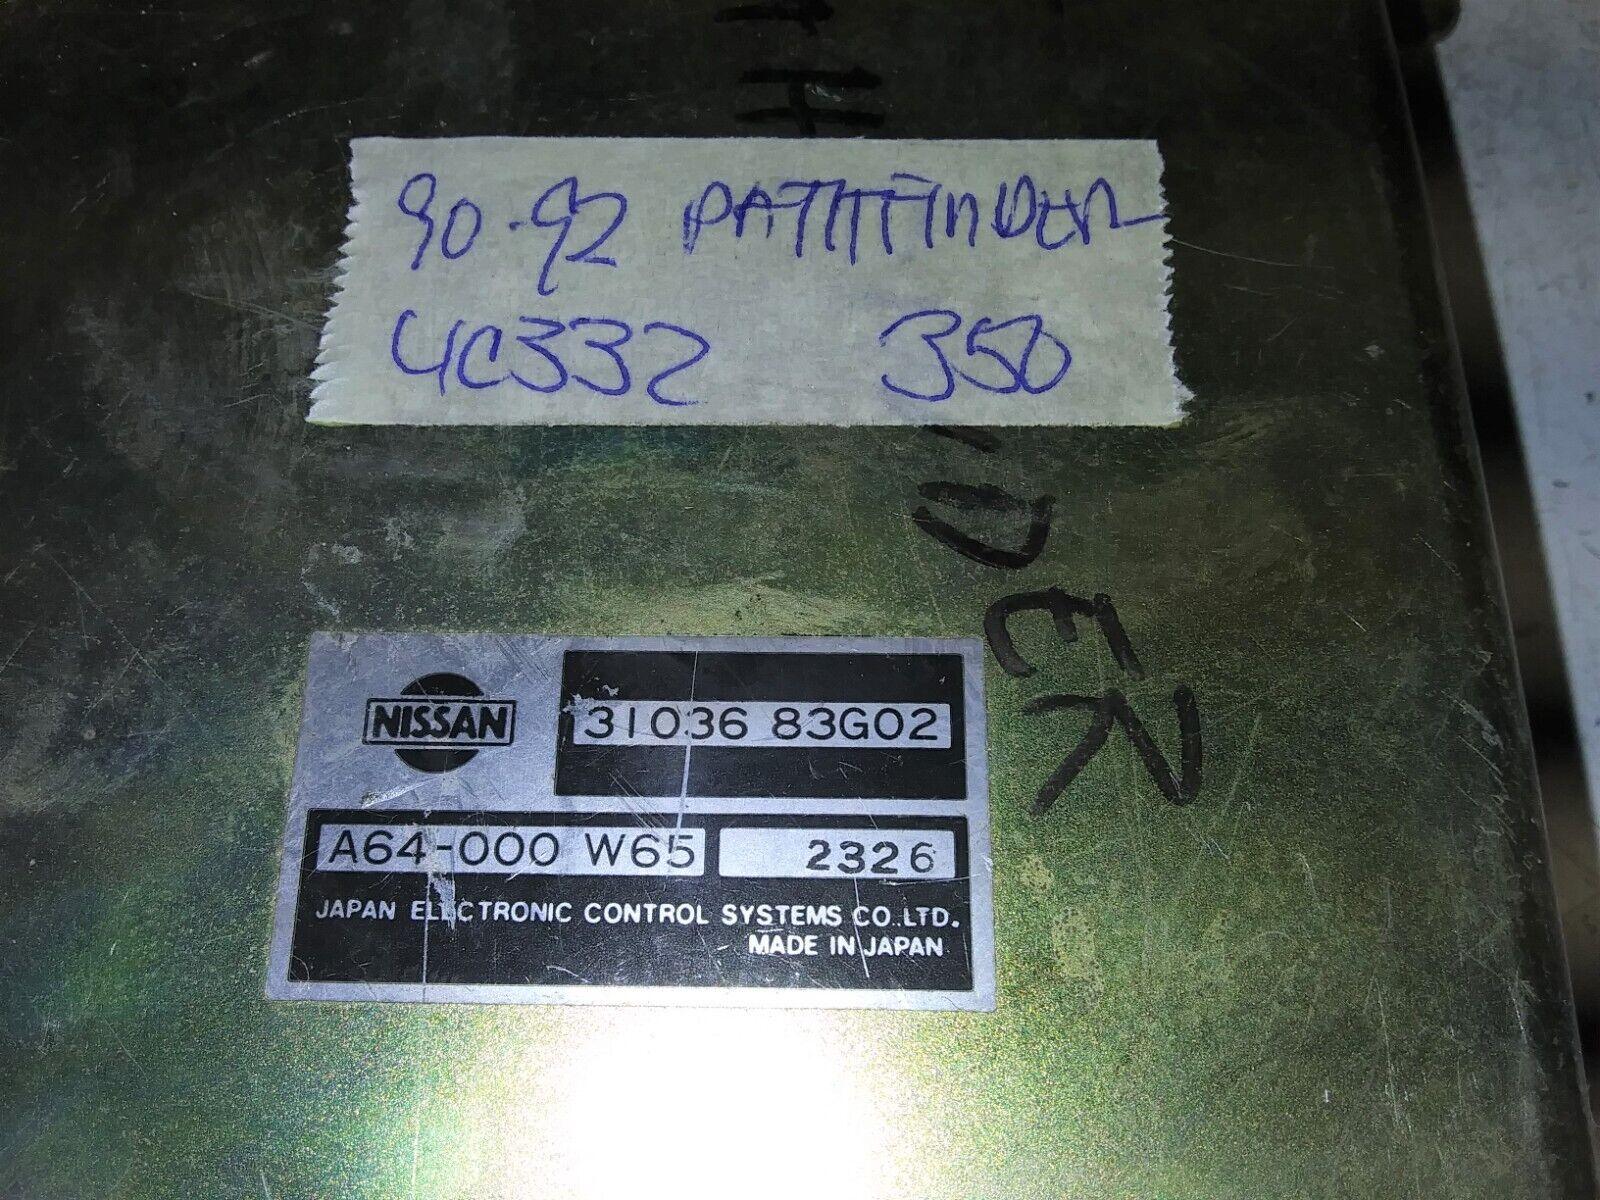 90-92 PATHFINDER
4C332 350
DER
NISSAN
31036 83G02
A64-000 W65 2326
JAPAN ELECTRONIC CONTROL SYSTEMS CO.,LTD.
MADE IN JAPAN